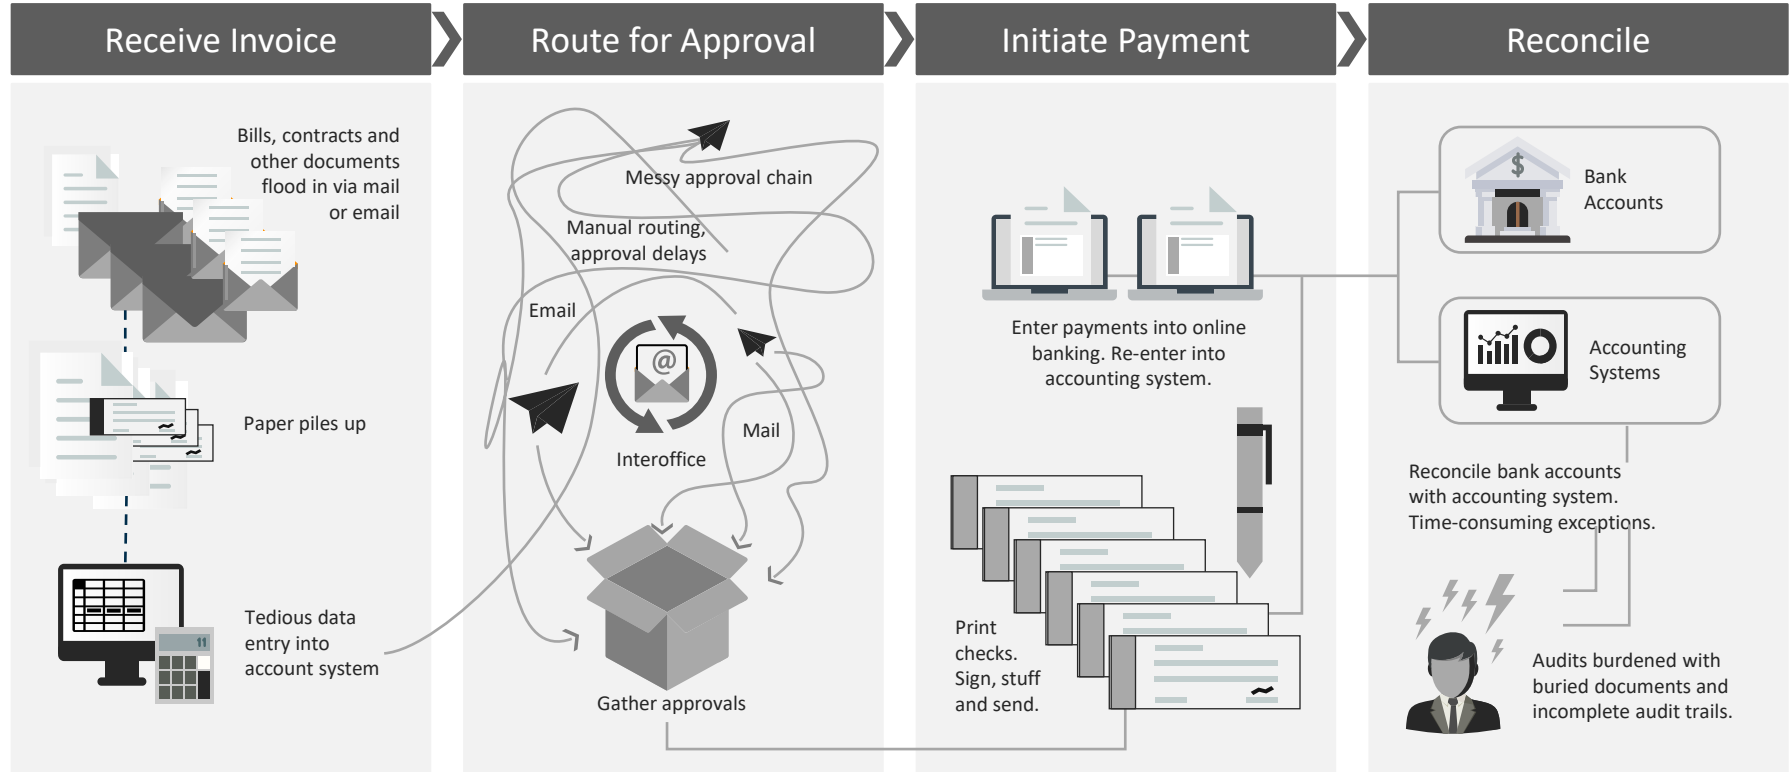 Receive Invoice
Route for Approval
Initiate Payment
Reconcile
Bills, contracts and
other documents
flood in via mail
or email
Paper piles up
11
Tedious data
entry into
account system
Messy approval chain
Manual routing,
approval delays
Email
@
Interoffice
Mail
Gather approvals
Enter payments into online
banking. Re-enter into
accounting system.
Print
checks.
Sign, stuff
and send.
$
Bank
Accounts
Accounting
Systems
Reconcile bank accounts
with accounting system.
Time-consuming exceptions.
Audits burdened with
buried documents and
incomplete audit trails.